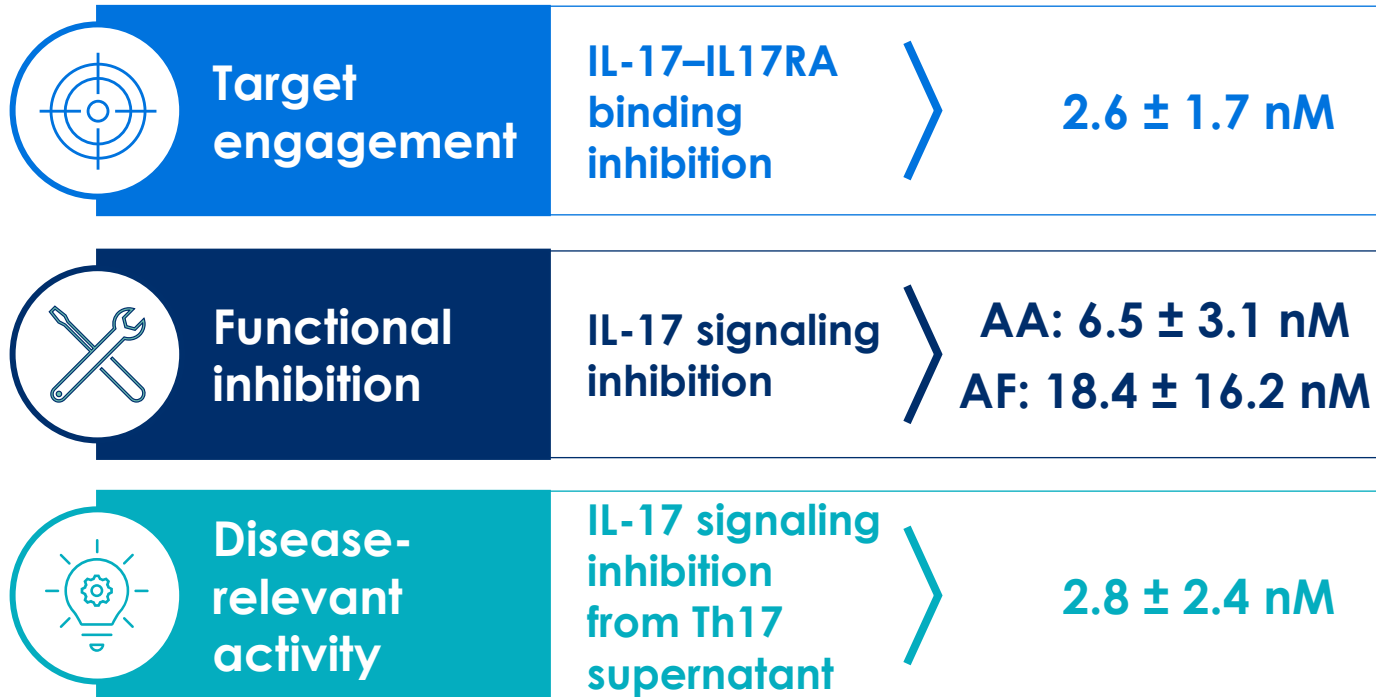 Target
engagement
IL-17–IL17RA
binding
inhibition
2.6 ± 1.7 nM
Functional
inhibition
IL-17 signaling
inhibition
AA: 6.5 ± 3.1 nM
AF: 18.4 ± 16.2 nM
Disease-
relevant
activity
IL-17 signaling
inhibition
from Th17
supernatant
2.8 ± 2.4 nM